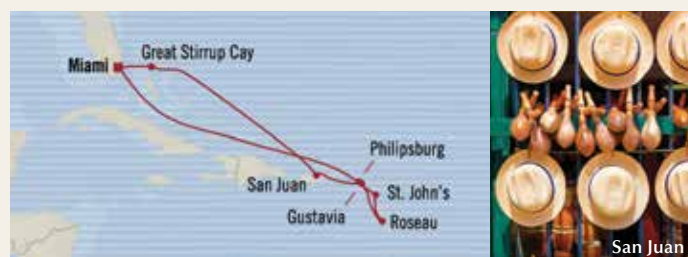 Miami
Great Stirrup Cay
Philipsburg
San Juan
St. John's
Gustavia
Roseau
San Juan